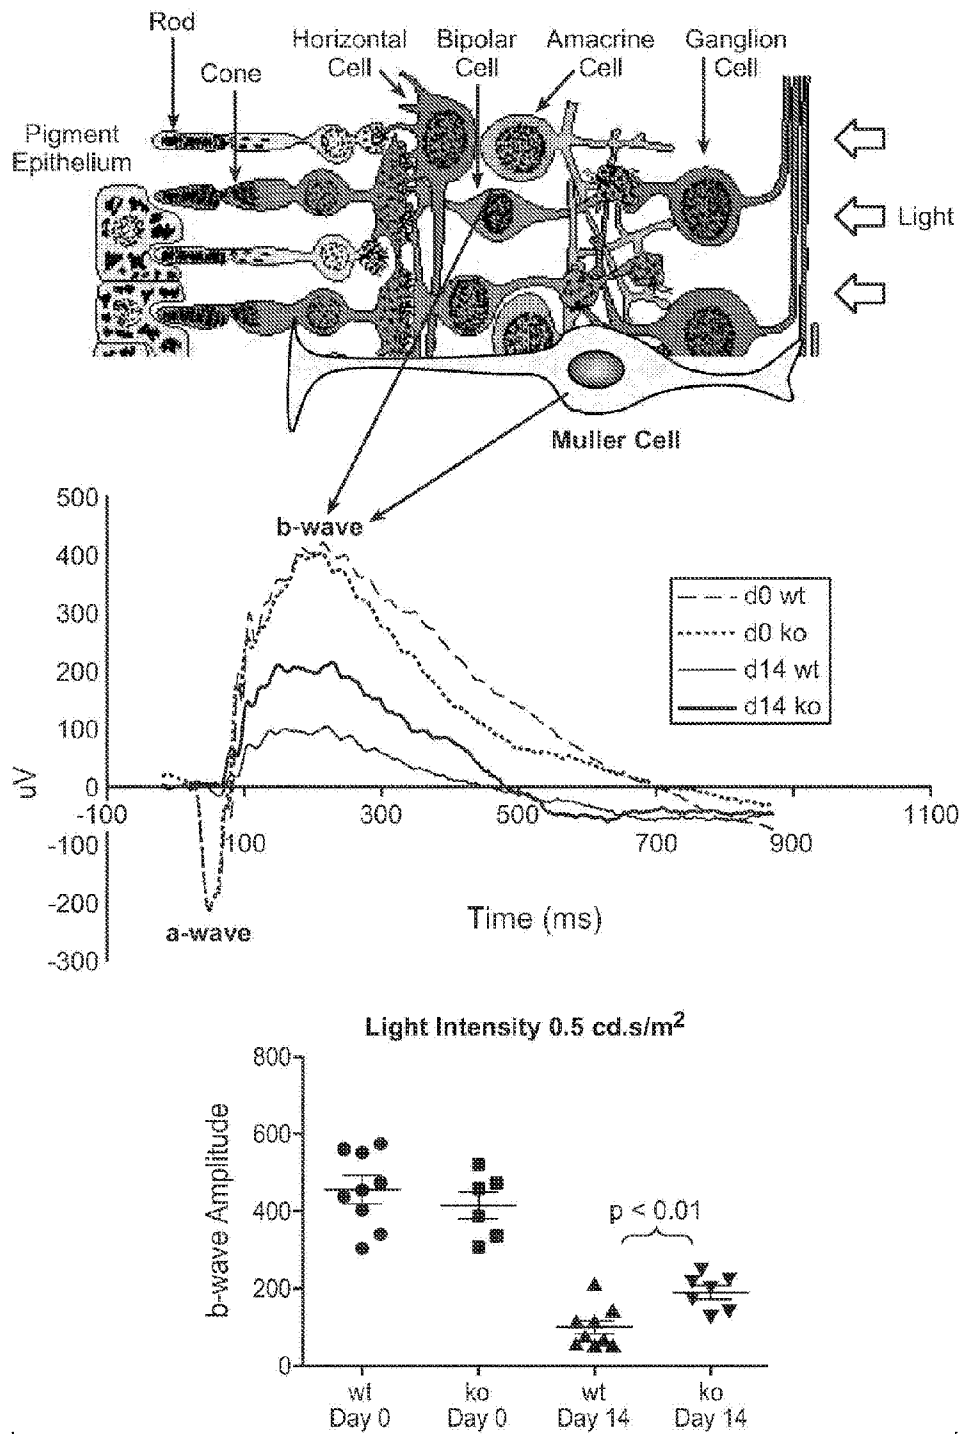 Rod
Cone
Horizontal
Cell
Bipolar
Cell
Amacrine
Cell
Ganglion
Cell
Pigment
Epithelium
Light
Muller Cell
500
400
300
200
100
0
-100
-200
-300
uV
b-wave
a-wave
d0 wt
d0 ko
d14 wt
d14 ko
-100
100
300
500
700
900
1100
Time (ms)
Light Intensity 0.5 cd.s/m²
800
600
400
200
0
b-wave Amplitude
p < 0.01
wt
Day 0
ko
Day 0
wt
Day 14
ko
Day 14